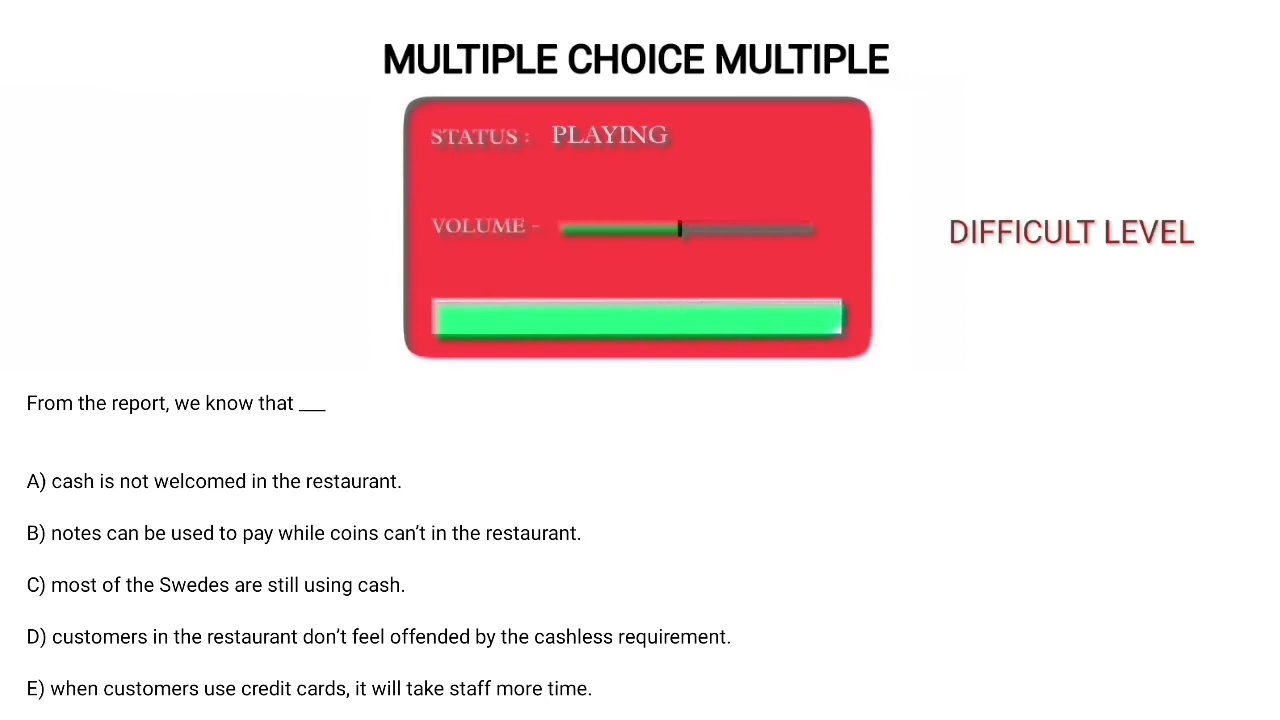 MULTIPLE CHOICE MULTIPLE
STATUS : PLAYING
VOLUME -
DIFFICULT LEVEL
From the report, we know that ___
A) cash is not welcomed in the restaurant.
B) notes can be used to pay while coins can’t in the restaurant.
C) most of the Swedes are still using cash.
D) customers in the restaurant don’t feel offended by the cashless requirement.
E) when customers use credit cards, it will take staff more time.